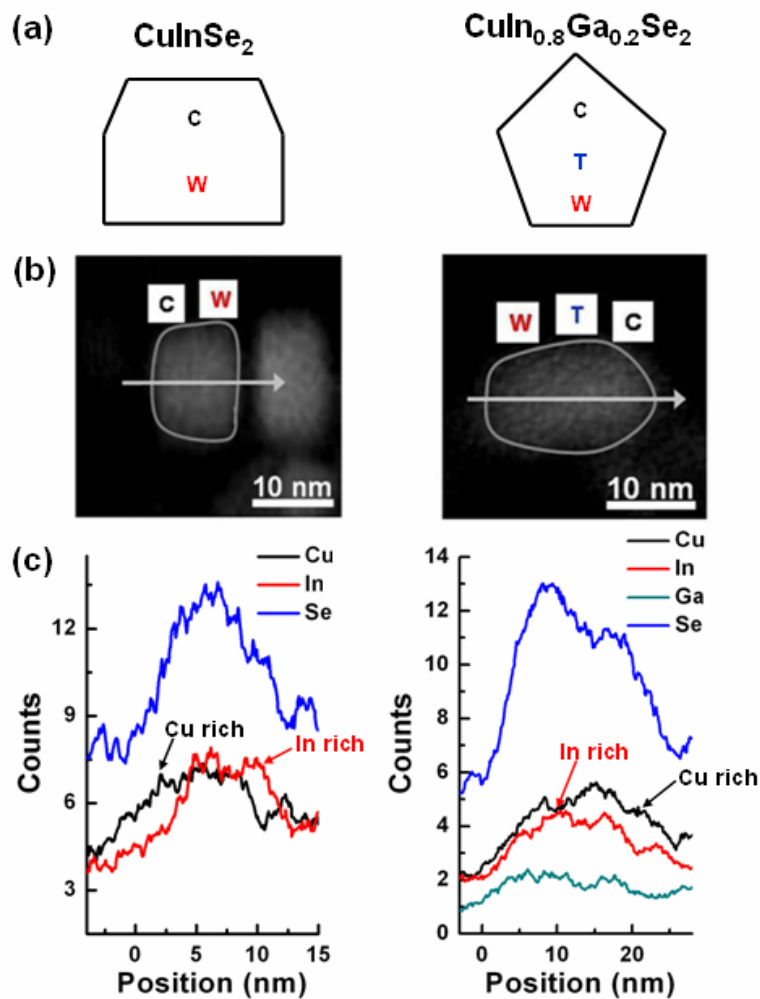 (a)
CuInSe2
CuIn0.8Ga0.2Se2
C
W
C
T
W
(b)
C W
10 nm
W T C
10 nm
(c)
Cu
In
Se
Cu rich
In rich
13
9
6
3
0 5 10 15
Counts
Position (nm)
Cu
In
Ga
Se
In rich
Cu rich
14
12
10
8
6
4
2
0
0 10 20
Counts
Position (nm)